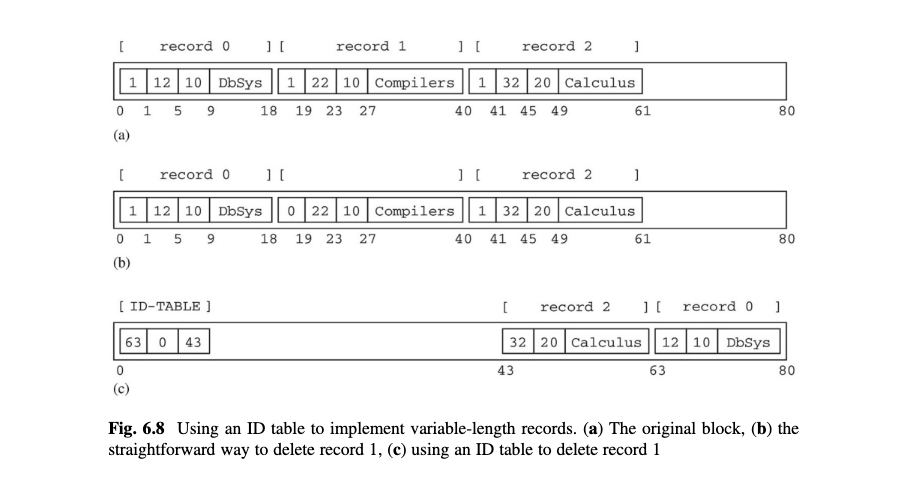 [ record 0 ] [ record 1 ] [ record 2 ]
1 12 10 DbSys 1 22 10 Compilers 1 32 20 Calculus
0 1 5 9 18 19 23 27 40 41 45 49 61 80
(a)
[ record 0 ] [ ] [ record 2 ]
1 12 10 DbSys 0 22 10 Compilers 1 32 20 Calculus
0 1 5 9 18 19 23 27 40 41 45 49 61 80
(b)
[ ID-TABLE ] [ record 2 ] [ record 0 ]
63 0 43 32 20 Calculus 12 10 DbSys
0 43 63 80
(c)
Fig. 6.8 Using an ID table to implement variable-length records. (a) The original block, (b) the
straightforward way to delete record 1, (c) using an ID table to delete record 1